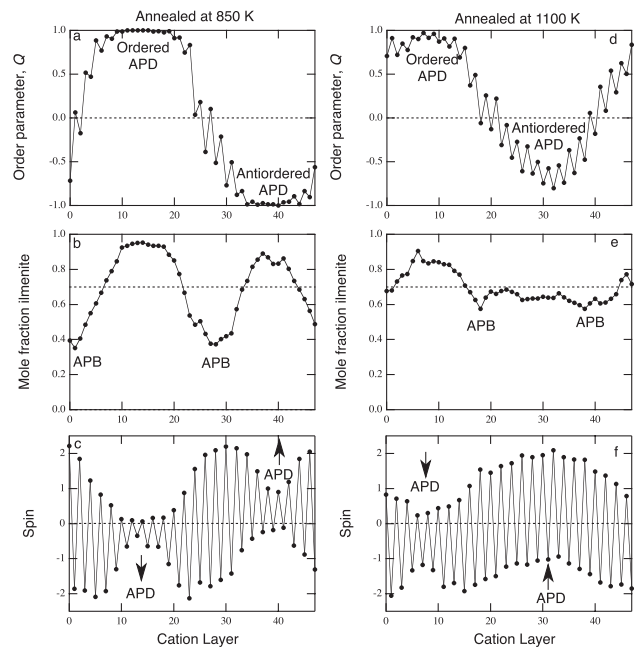 Annealed at 850 K
Annealed at 1100 K
a
1.0
0.5
0.0
-0.5
-1.0
0
10
20
30
40
Order parameter, Q
Ordered
APD
Antiordered
APD
d
1.0
0.5
0.0
-0.5
-1.0
0
20
40
Order parameter, Q
Ordered
APD
Antiordered
APD
b
1.0
0.8
0.6
0.4
0.2
0.0
0
10
20
30
40
Mole fraction ilmenite
APB
APB
e
1.0
0.8
0.6
0.4
0.2
0.0
0
10
20
30
40
Mole fraction ilmenite
APB
APB
c
2
1
0
-1
-2
0
10
20
30
40
Spin
APD
APD
Cation Layer
f
2
1
0
-1
-2
0
10
20
30
40
Spin
APD
APD
Cation Layer